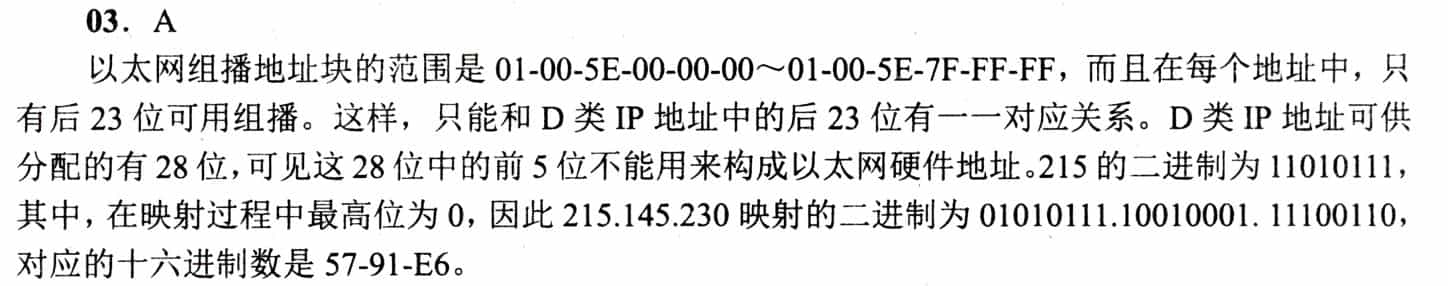 03. A
以太网组播地址块的范围是 01-00-5E-00-00-00～01-00-5E-7F-FF-FF，而且在每个地址中，只
有后 23 位可用组播。这样，只能和 D 类 IP 地址中的后 23 位有一一对应关系。D 类 IP 地址可供
分配的有 28 位，可见这 28 位中的前 5 位不能用来构成以太网硬件地址。215 的二进制为 11010111，
其中，在映射过程中最高位为 0，因此 215.145.230 映射的二进制为 01010111.10010001. 11100110，
对应的十六进制数是 57-91-E6。